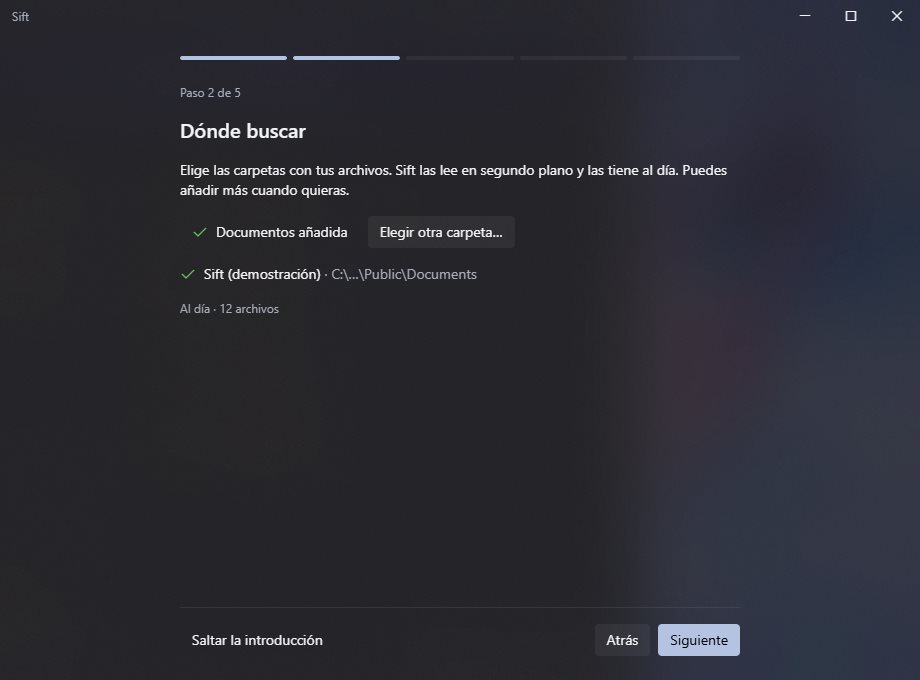 Sift
Paso 2 de 5
Dónde buscar
Elige las carpetas con tus archivos. Sift las lee en segundo plano y las tiene al día. Puedes
añadir más cuando quieras.
Documentos añadida
Elegir otra carpeta...
Sift (demostración) · C:\...\Public\Documents
Al día · 12 archivos
Saltar la introducción
Atrás
Siguiente